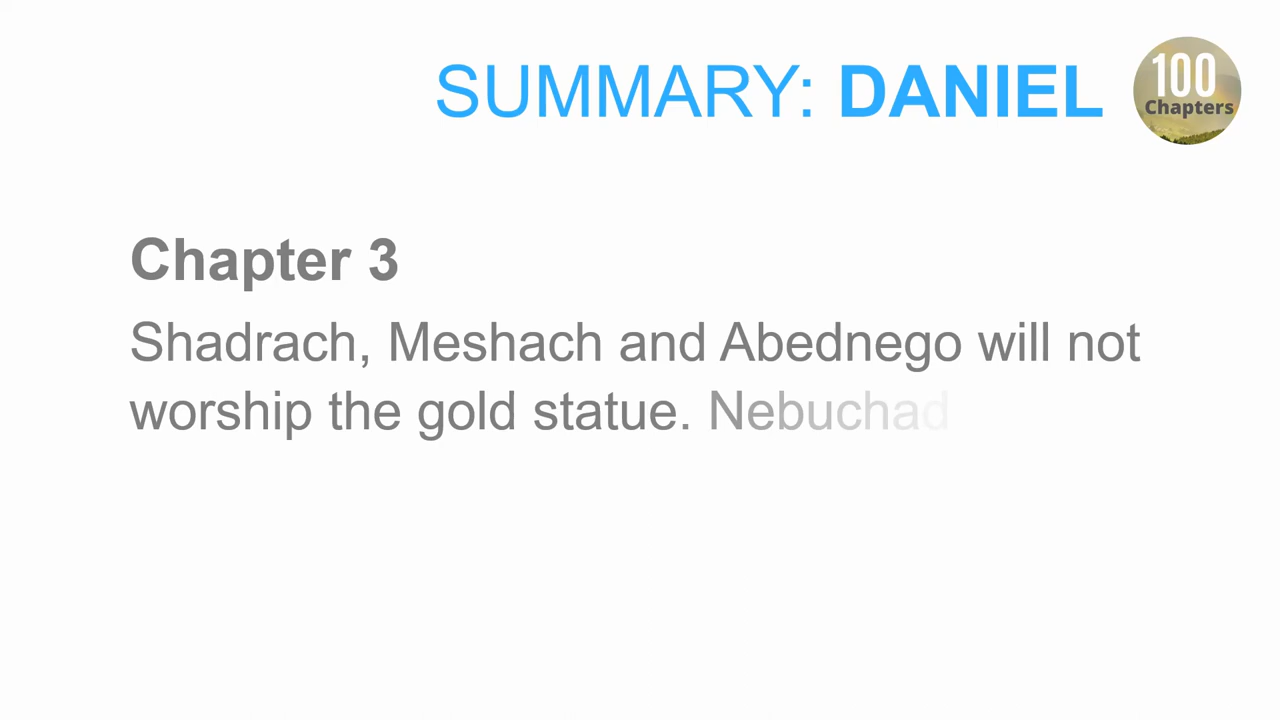 SUMMARY: DANIEL
100
Chapters
Chapter 3
Shadrach, Meshach and Abednego will not
worship the gold statue. Nebuchad